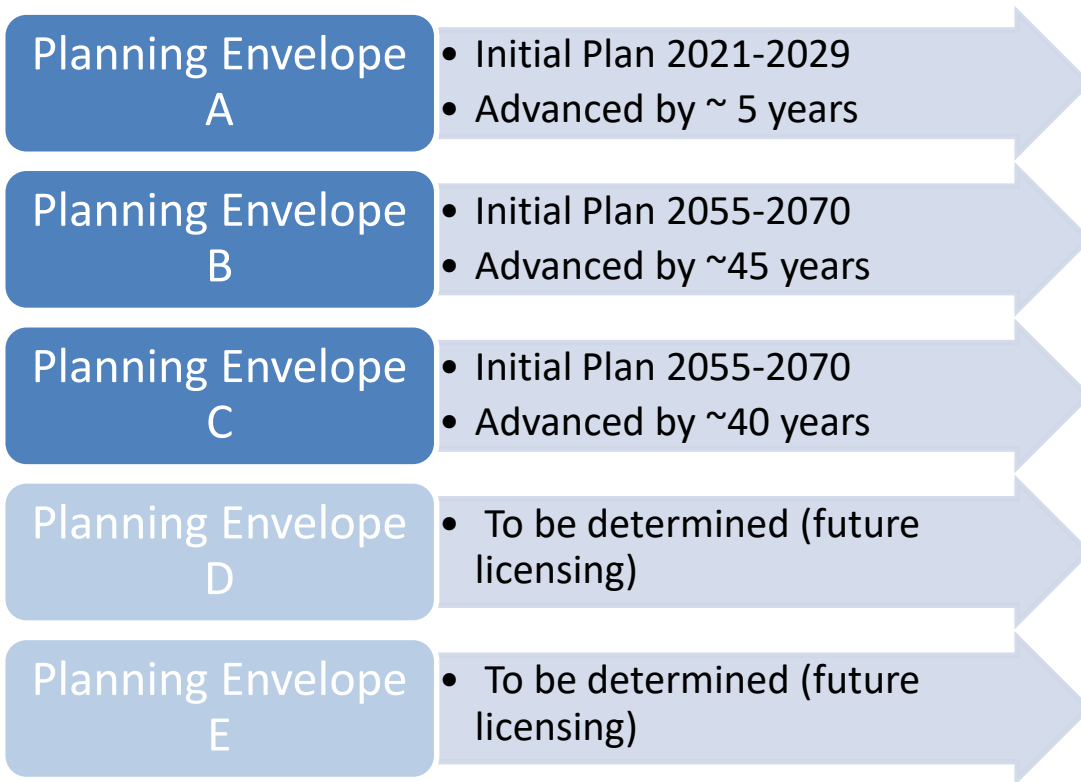 Planning Envelope
A
• Initial Plan 2021-2029
• Advanced by ~ 5 years
Planning Envelope
B
• Initial Plan 2055-2070
• Advanced by ~45 years
Planning Envelope
C
• Initial Plan 2055-2070
• Advanced by ~40 years
Planning Envelope
D
• To be determined (future
licensing)
Planning Envelope
E
• To be determined (future
licensing)